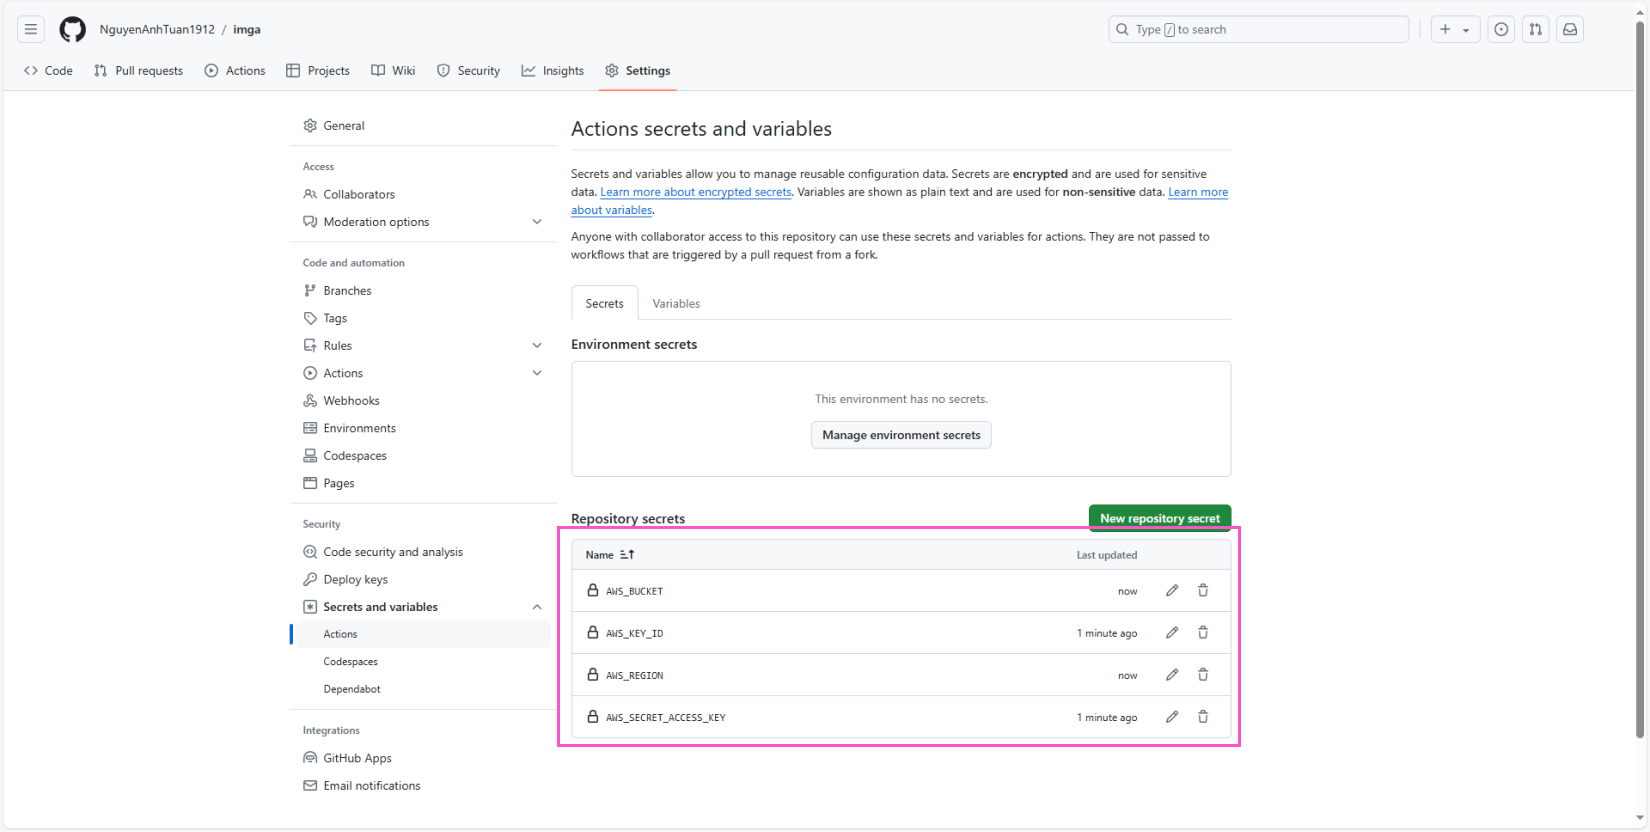 NguyenAnhTuan1912 / imga
Type / to search
Code
Pull requests
Actions
Projects
Wiki
Security
Insights
Settings
General
Access
Collaborators
Moderation options
Code and automation
Branches
Tags
Rules
Actions
Webhooks
Environments
Codespaces
Pages
Security
Code security and analysis
Deploy keys
Secrets and variables
Actions
Codespaces
Dependabot
Integrations
GitHub Apps
Email notifications
Actions secrets and variables
Secrets and variables allow you to manage reusable configuration data. Secrets are encrypted and are used for sensitive
data. Learn more about encrypted secrets. Variables are shown as plain text and are used for non-sensitive data. Learn more
about variables.
Anyone with collaborator access to this repository can use these secrets and variables for actions. They are not passed to
workflows that are triggered by a pull request from a fork.
Secrets
Variables
Environment secrets
This environment has no secrets.
Manage environment secrets
Repository secrets
New repository secret
Name
Last updated
AWS_BUCKET
now
AWS_KEY_ID
1 minute ago
AWS_REGION
now
AWS_SECRET_ACCESS_KEY
1 minute ago